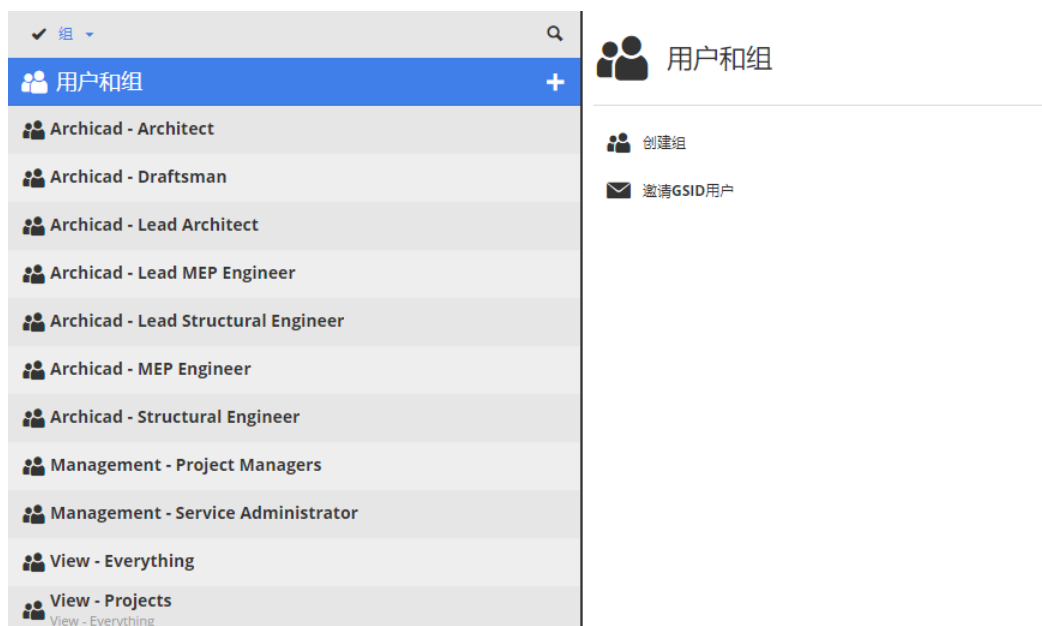 组
用户和组
Archicad - Architect
Archicad - Draftsman
Archicad - Lead Architect
Archicad - Lead MEP Engineer
Archicad - Lead Structural Engineer
Archicad - MEP Engineer
Archicad - Structural Engineer
Management - Project Managers
Management - Service Administrator
View - Everything
View - Projects
View - Everything
用户和组
创建组
邀请GSID用户